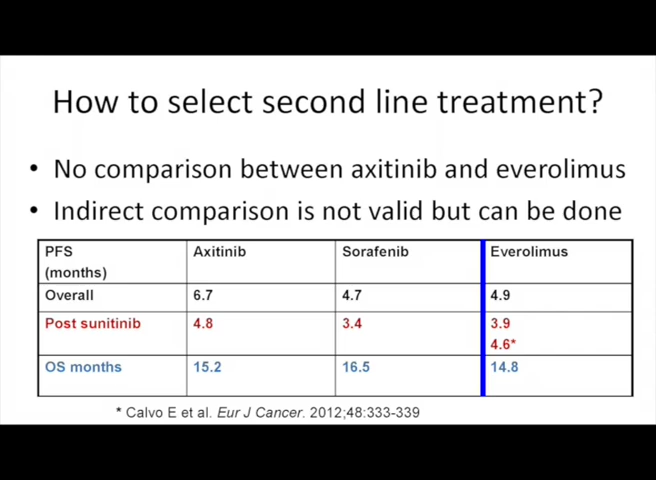 How to select second line treatment?
• No comparison between axitinib and everolimus
• Indirect comparison is not valid but can be done
PFS (months) Axitinib Sorafenib Everolimus
Overall 6.7 4.7 4.9
Post sunitinib 4.8 3.4 3.9
4.6*
OS months 15.2 16.5 14.8
* Calvo E et al. Eur J Cancer. 2012;48:333-339